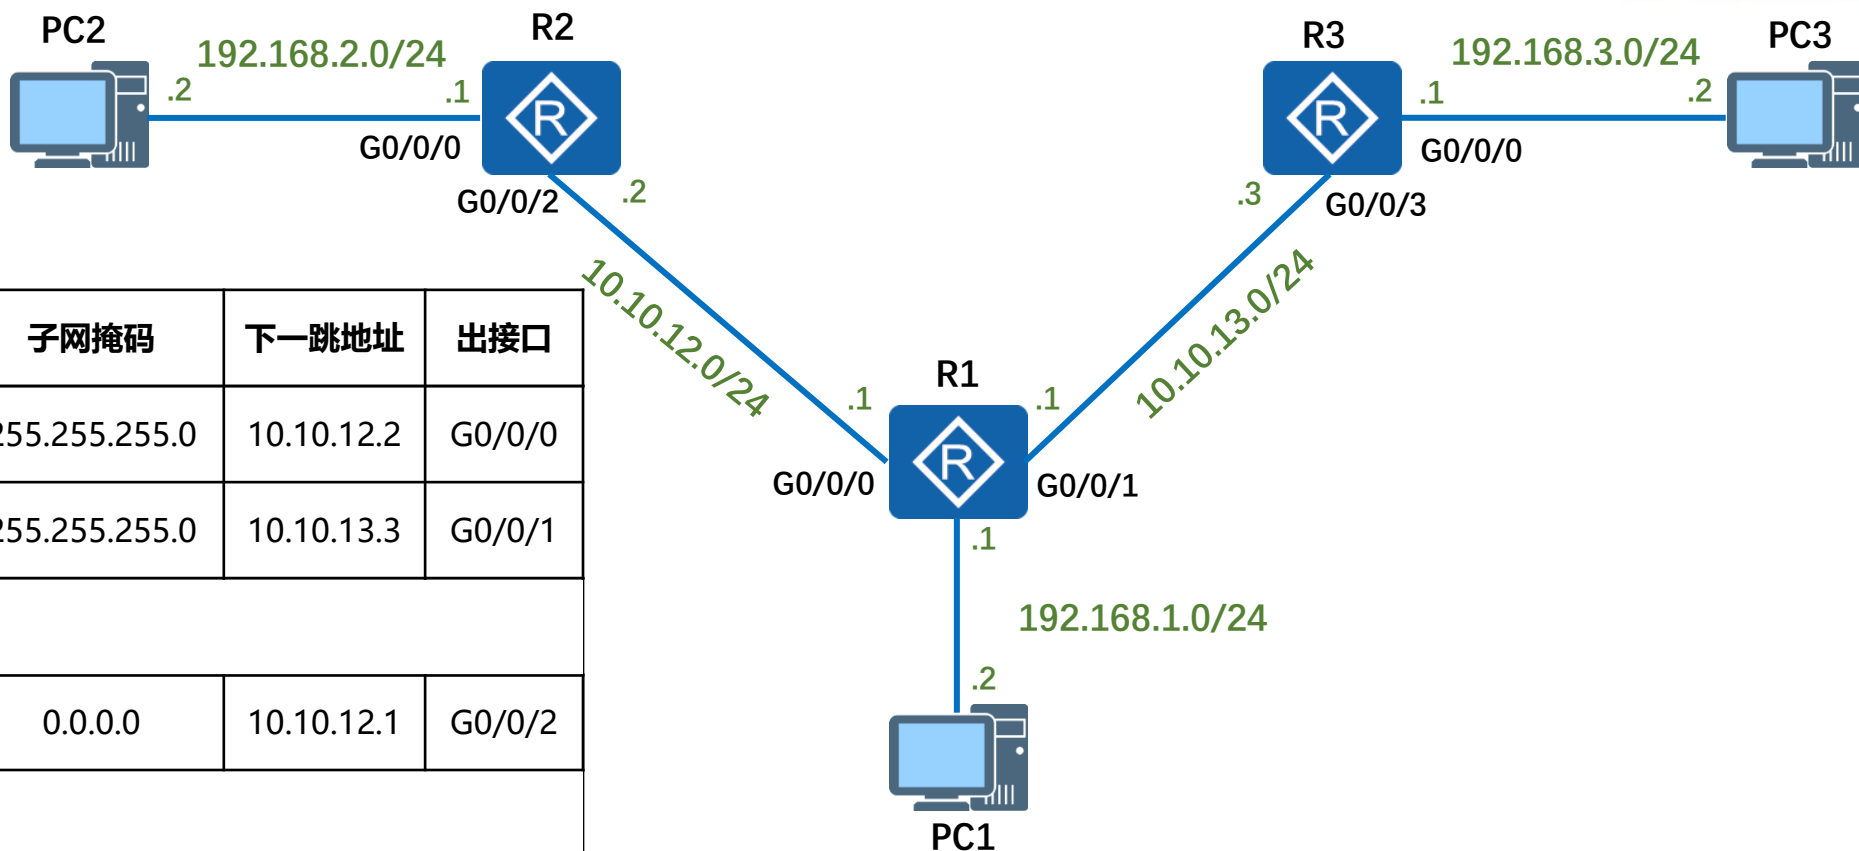 PC2
R2
R3
PC3
192.168.2.0/24
192.168.3.0/24
.2
.1
.1
.2
G0/0/0
G0/0/0
G0/0/2
.2
.3
G0/0/3
10.10.12.0/24
10.10.13.0/24
子网掩码 下一跳地址 出接口
255.255.255.0 10.10.12.2 G0/0/0
255.255.255.0 10.10.13.3 G0/0/1
0.0.0.0 10.10.12.1 G0/0/2
R1
.1
.1
G0/0/0
G0/0/1
.1
192.168.1.0/24
.2
PC1